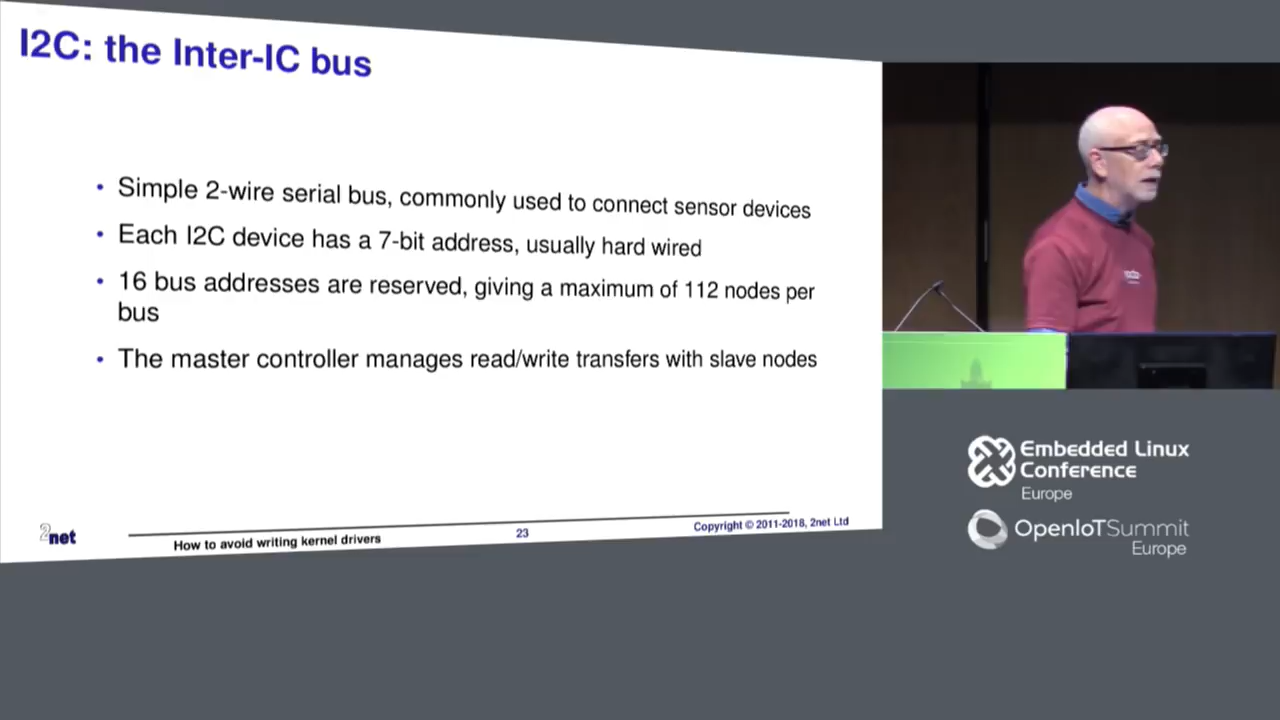 I2C: the Inter-IC bus
• Simple 2-wire serial bus, commonly used to connect sensor devices
• Each I2C device has a 7-bit address, usually hard wired
• 16 bus addresses are reserved, giving a maximum of 112 nodes per
bus
• The master controller manages read/write transfers with slave nodes
2net
How to avoid writing kernel drivers
23
Copyright © 2011-2018, 2net Ltd
Embedded Linux
Conference
Europe
OpenIoTSummit
Europe